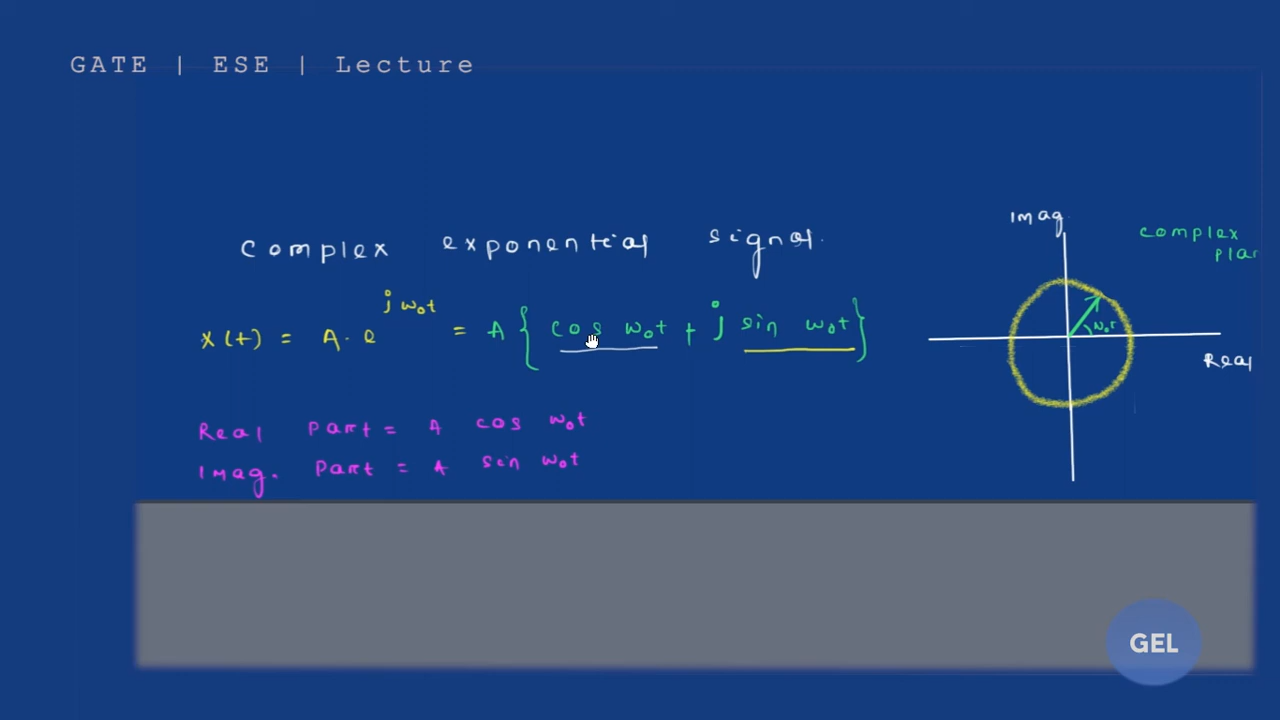 GATE | ESE | Lecture
Imag.
complex
plan
complex exponential signal.
x(t) = A. e^jω₀t = A { cos ω₀t + j sin ω₀t }
ω₀t
Real
Real Part = A cos ω₀t
Imag. Part = A sin ω₀t
GEL